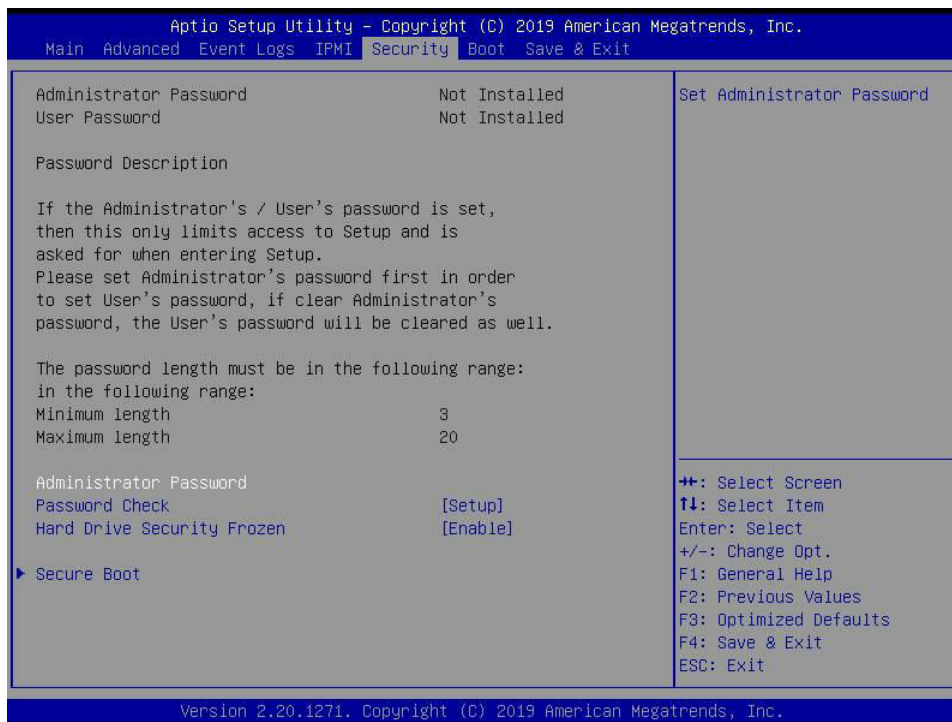 Aptio Setup Utility – Copyright (C) 2019 American Megatrends, Inc.
Main Advanced Event Logs IPMI Security Boot Save & Exit
Administrator Password Not Installed
User Password Not Installed
Password Description
If the Administrator's / User's password is set,
then this only limits access to Setup and is
asked for when entering Setup.
Please set Administrator's password first in order
to set User's password, if clear Administrator's
password, the User's password will be cleared as well.
The password length must be in the following range:
in the following range:
Minimum length 3
Maximum length 20
Administrator Password
Password Check [Setup]
Hard Drive Security Frozen [Enable]
▶ Secure Boot
Set Administrator Password
→←: Select Screen
↑↓: Select Item
Enter: Select
+/-: Change Opt.
F1: General Help
F2: Previous Values
F3: Optimized Defaults
F4: Save & Exit
ESC: Exit
Version 2.20.1271. Copyright (C) 2019 American Megatrends, Inc.